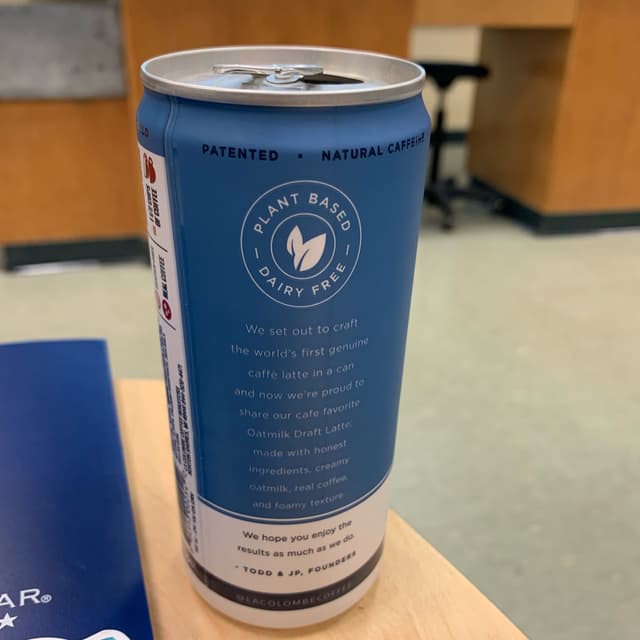 PATENTED • NATURAL CAFFEINE
PLANT BASED
DAIRY FREE
We set out to craft
the world's first genuine
caffè latte in a can
and now we're proud to
share our cafe favorite
Oatmilk Draft Latte,
made with honest
ingredients, creamy
oatmilk, real coffee,
and foamy texture.
We hope you enjoy the
results as much as we do.
- TODD & JP, FOUNDERS
@LACOLOMBECOFFEE
REAL COFFEE
AR®